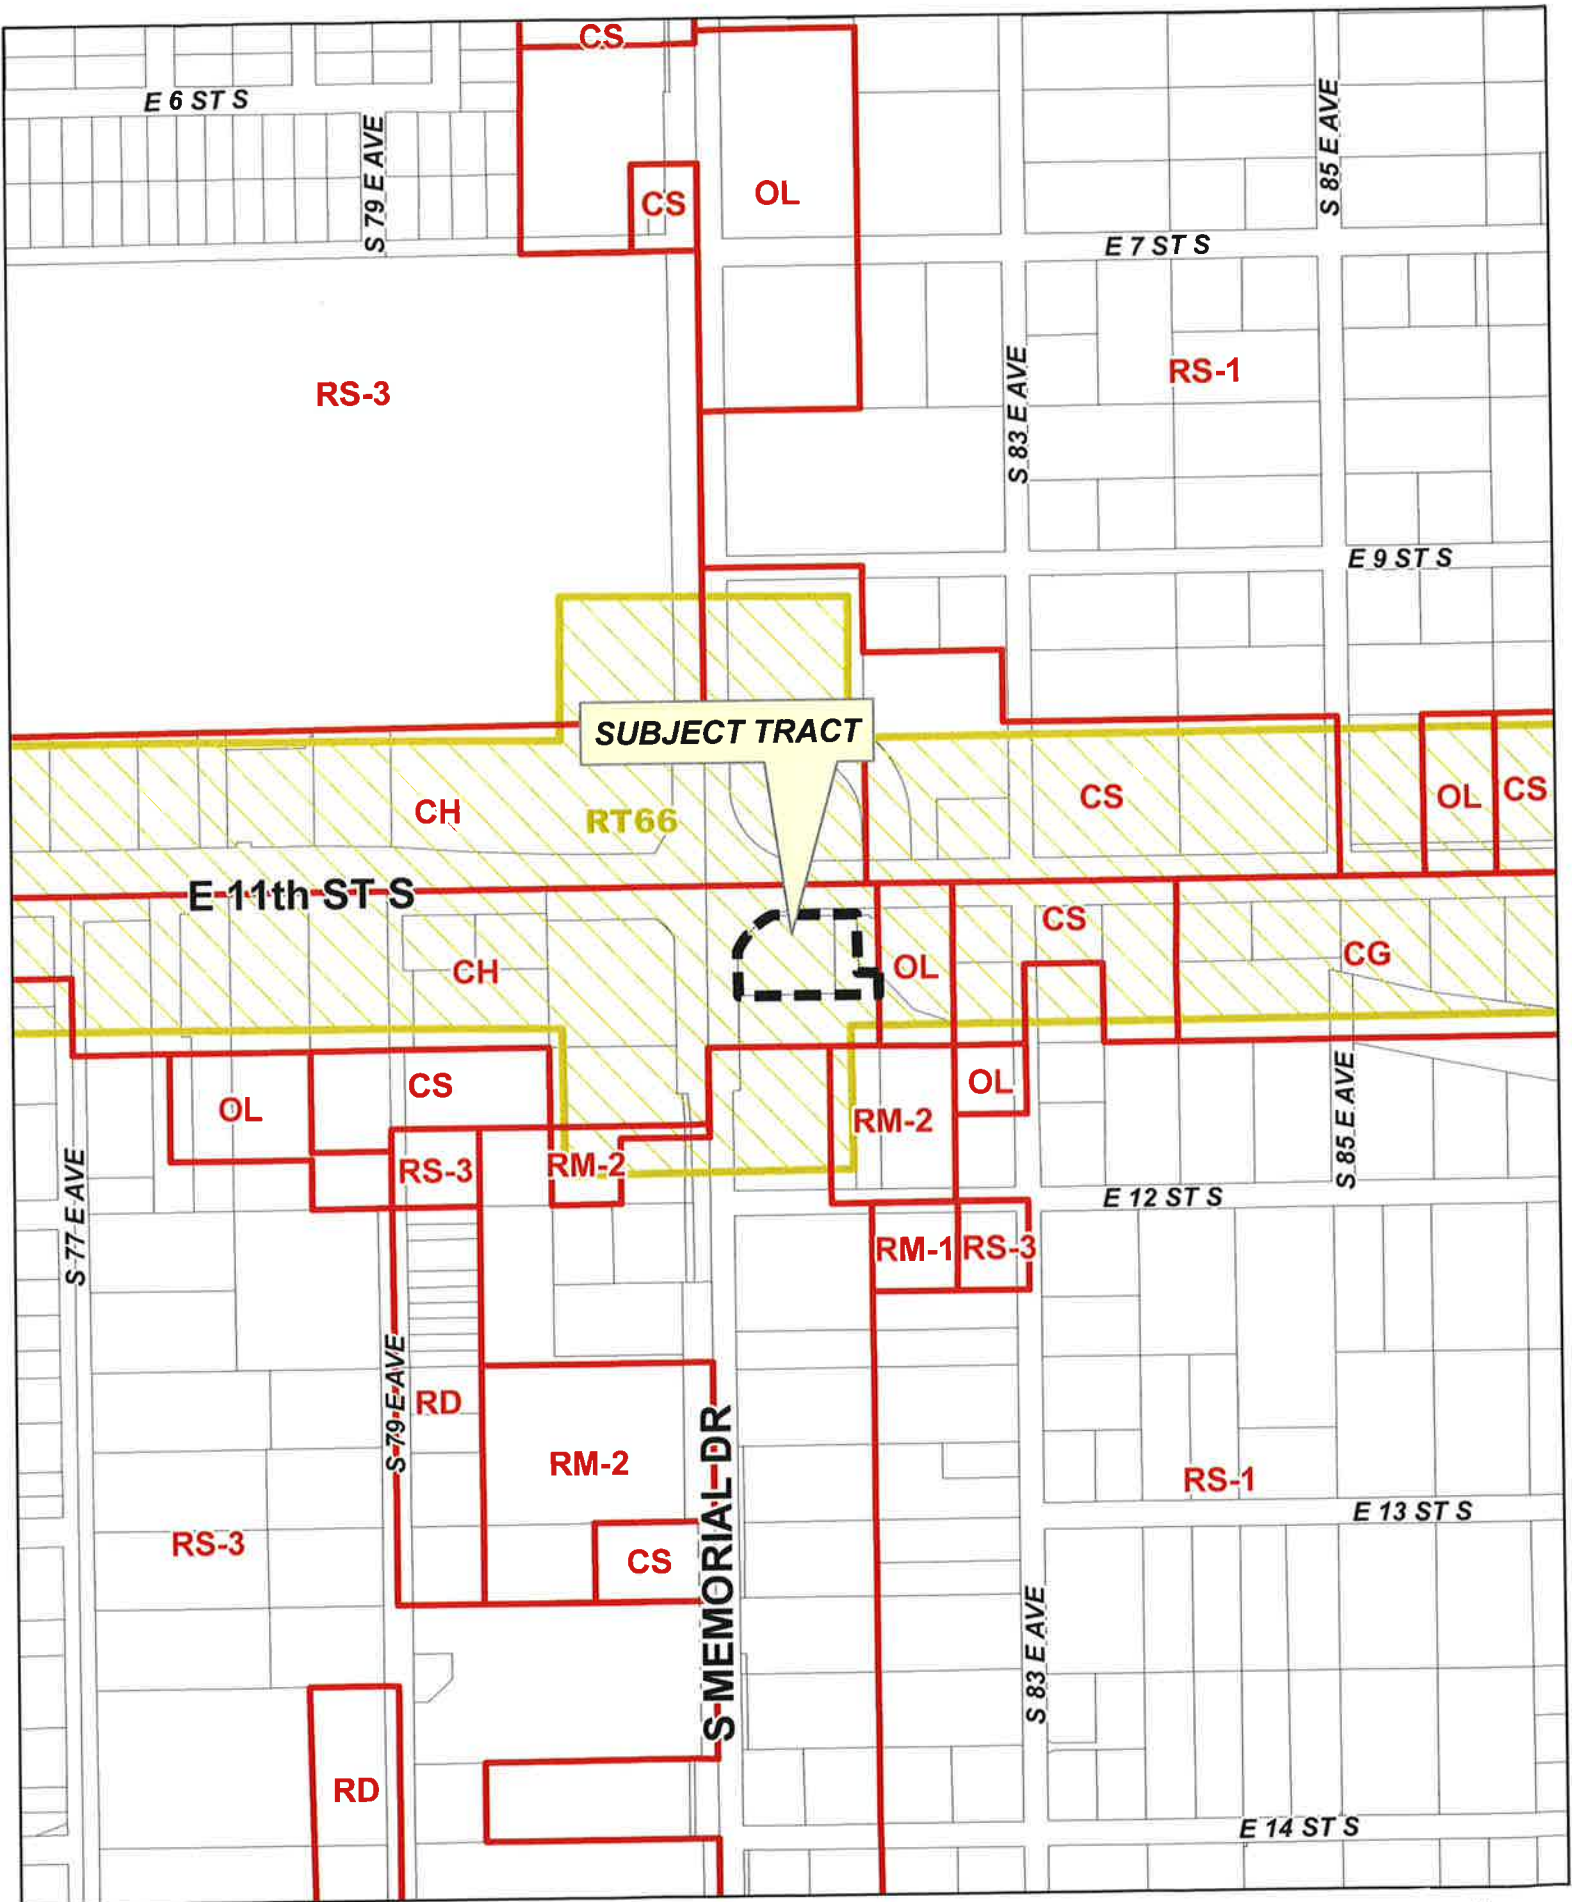 CS
E 6 ST S
S 79 E AVE
S 85 E AVE
CS
OL
E 7 ST S
RS-3
RS-1
S 83 E AVE
E 9 ST S
SUBJECT TRACT
CH
RT66
CS
OL
CS
E 11th ST S
CS
CH
OL
CG
CS
OL
OL
RM-2
S 85 E AVE
RS-3
RM-2
S 77 E AVE
E 12 ST S
RM-1
RS-3
S 79 E AVE
RD
RM-2
S MEMORIAL DR
RS-1
E 13 ST S
RS-3
CS
S 83 E AVE
RD
E 14 ST S